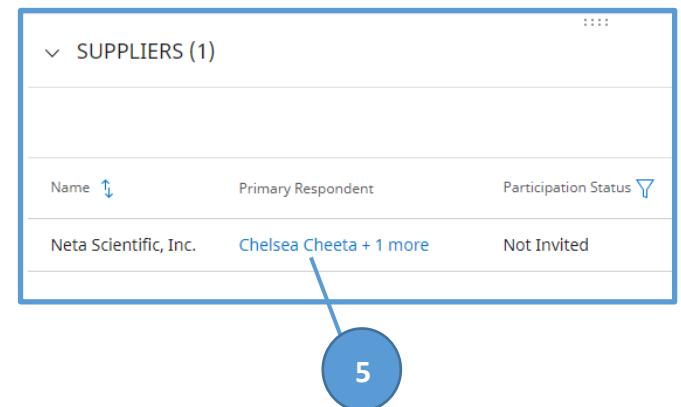 SUPPLIERS (1)
Name Primary Respondent Participation Status
Neta Scientific, Inc. Chelsea Cheeta + 1 more Not Invited
5